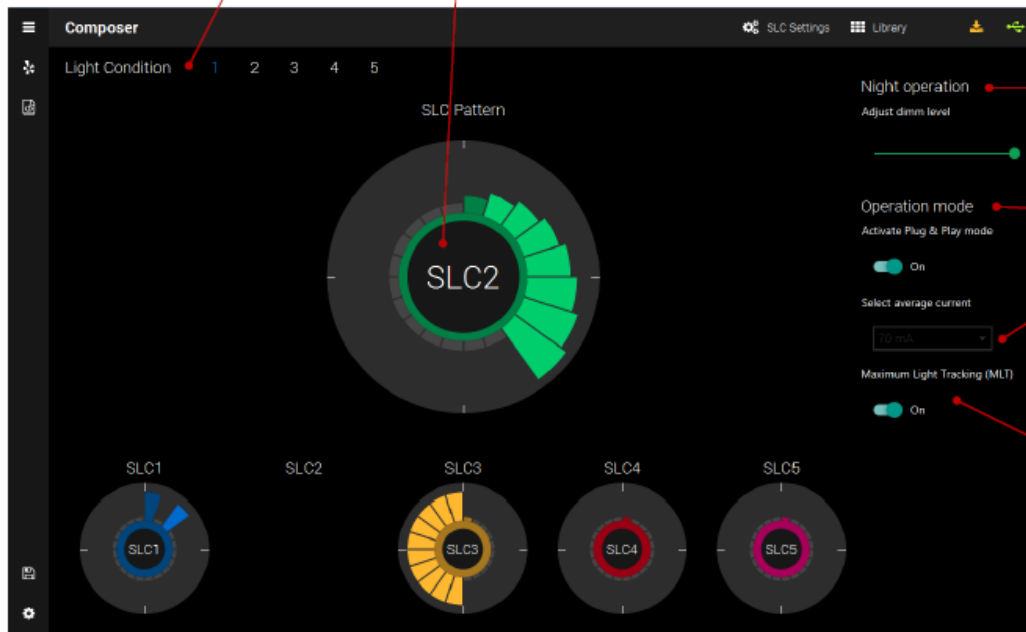 Composer
SLC Settings
Library
Light Condition 1 2 3 4 5
Night operation
Adjust dimm level
SLC Pattern
SLC2
Operation mode
Activate Plug & Play mode
On
Select average current
70 mA
Maximum Light Tracking (MLT)
On
SLC1 SLC2 SLC3 SLC4 SLC5
SLC1 SLC3 SLC4 SLC5